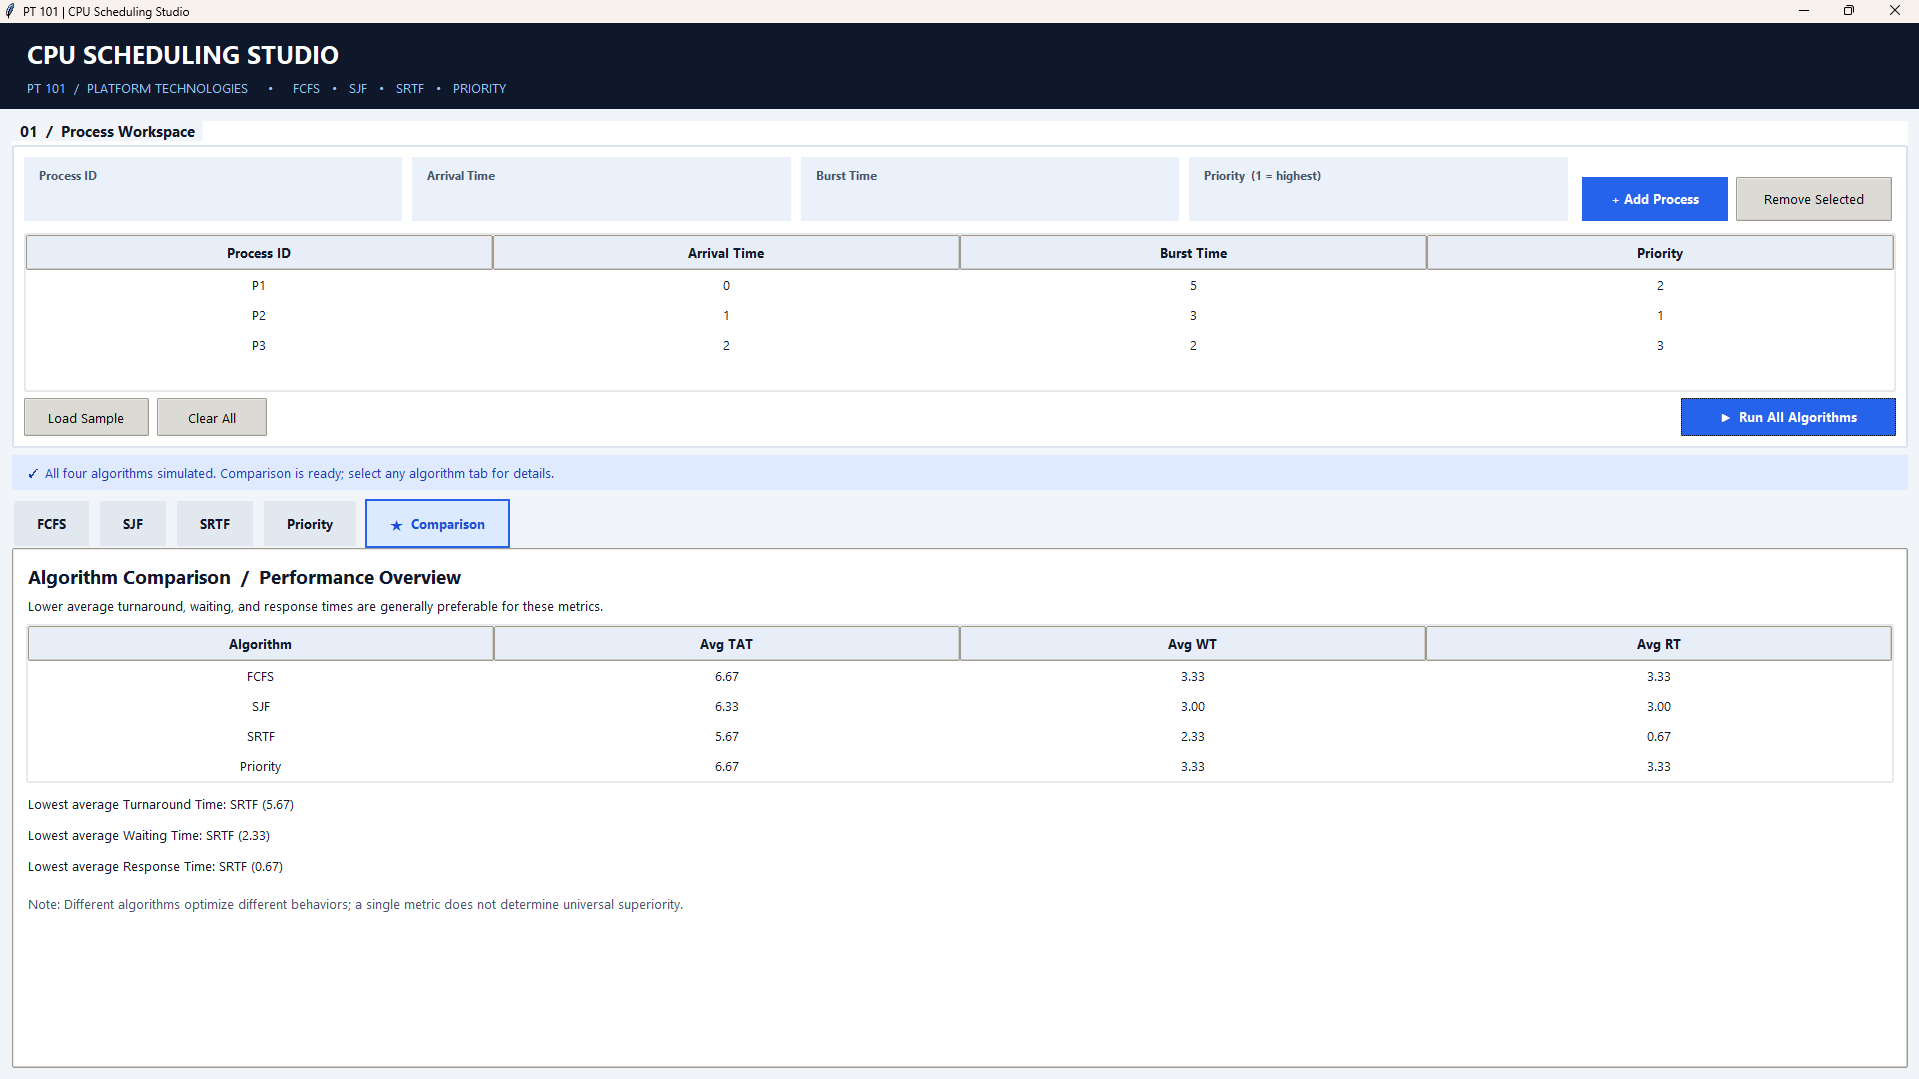 PT 101 | CPU Scheduling Studio
CPU SCHEDULING STUDIO
PT 101 / PLATFORM TECHNOLOGIES • FCFS • SJF • SRTF • PRIORITY
01 / Process Workspace
Process ID Arrival Time Burst Time Priority (1 = highest)
+ Add Process Remove Selected
Process ID Arrival Time Burst Time Priority
P1 0 5 2
P2 1 3 1
P3 2 2 3
Load Sample Clear All ► Run All Algorithms
✓ All four algorithms simulated. Comparison is ready; select any algorithm tab for details.
FCFS SJF SRTF Priority ★ Comparison
Algorithm Comparison / Performance Overview
Lower average turnaround, waiting, and response times are generally preferable for these metrics.
Algorithm Avg TAT Avg WT Avg RT
FCFS 6.67 3.33 3.33
SJF 6.33 3.00 3.00
SRTF 5.67 2.33 0.67
Priority 6.67 3.33 3.33
Lowest average Turnaround Time: SRTF (5.67)
Lowest average Waiting Time: SRTF (2.33)
Lowest average Response Time: SRTF (0.67)
Note: Different algorithms optimize different behaviors; a single metric does not determine universal superiority.